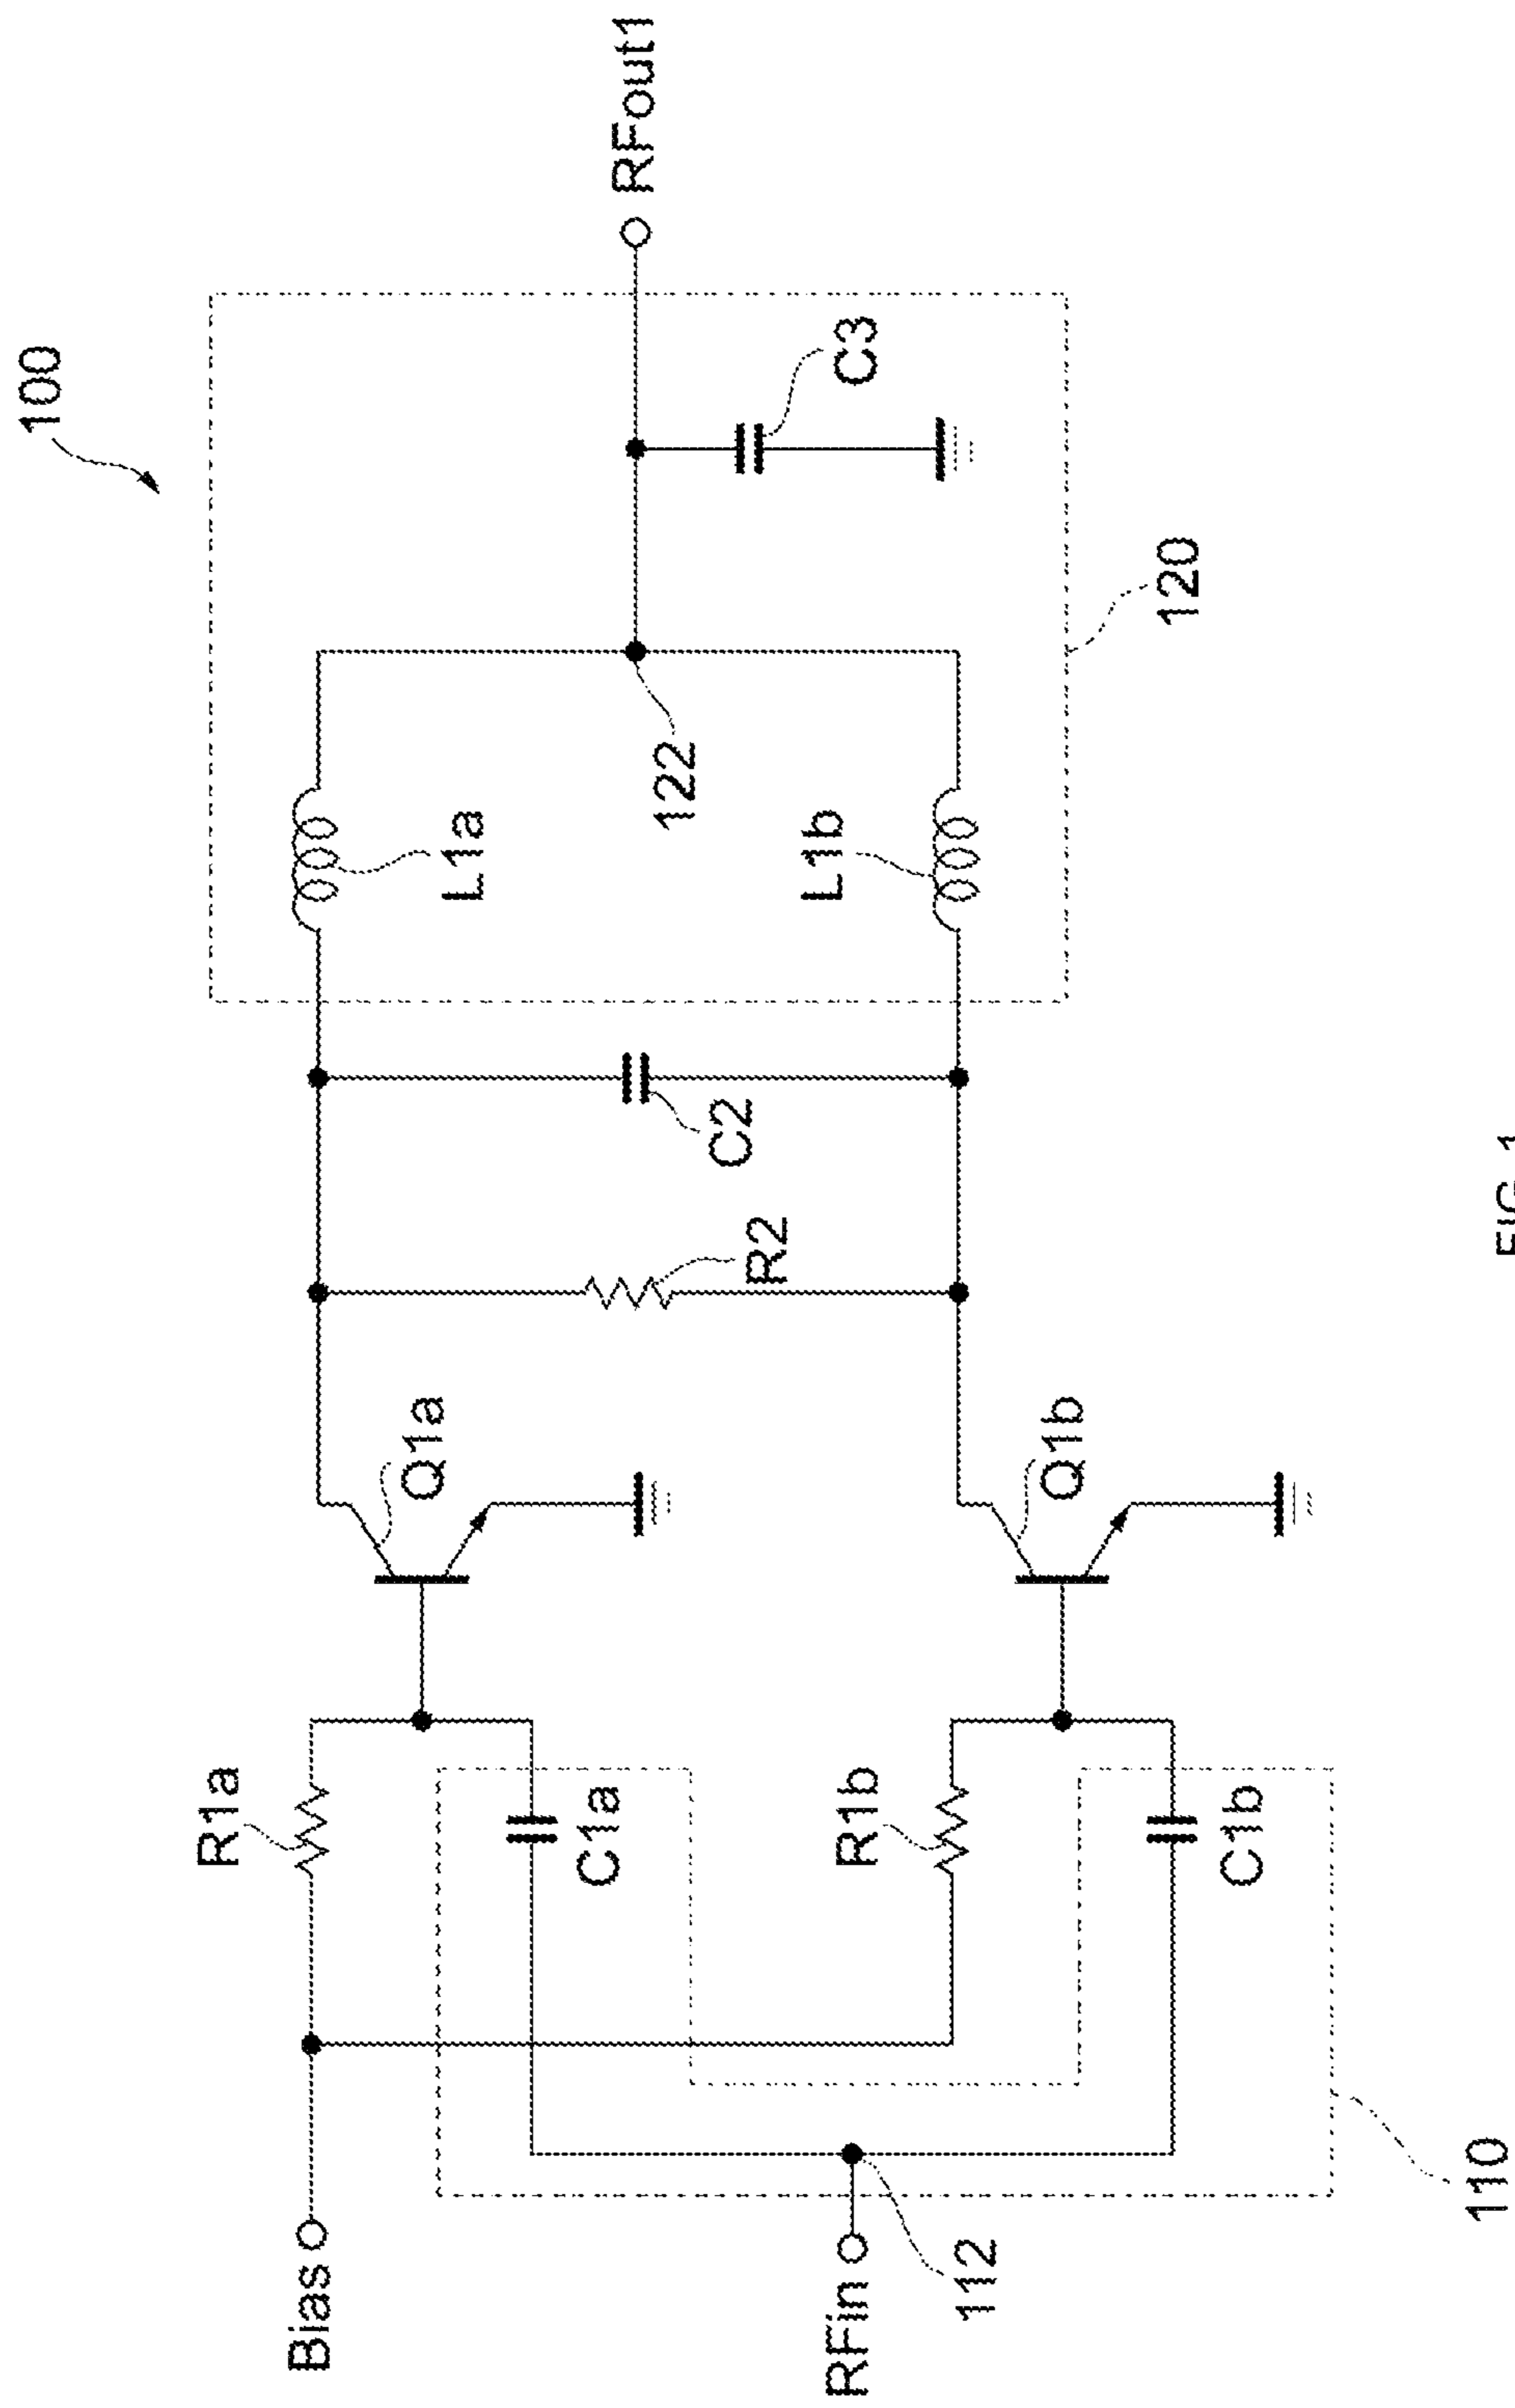 100
RFout1
C3
120
122
L1a
L1b
C2
R2
Q1a
Q1b
R1a
C1a
R1b
C1b
Bias
RFin
112
110
FIG. 1